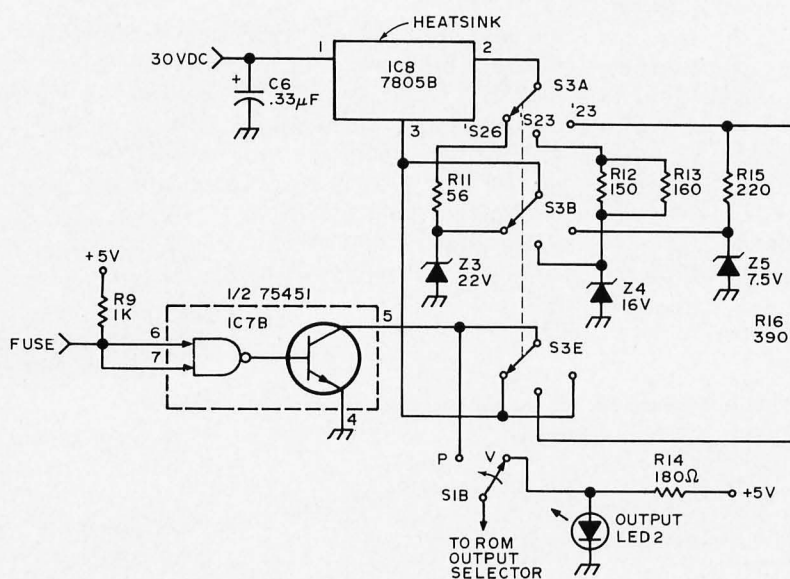 HEATSINK
30VDC
1
IC8
7805B
2
3
+
C6
.33µF
S3A
'S26
'S23
'23
R11
56
R12
150
R13
160
R15
220
S3B
Z3
22V
Z4
16V
Z5
7.5V
R16
390
+5V
R9
1K
1/2 75451
IC7B
FUSE
6
7
5
4
S3E
P
V
S1B
R14
180Ω
+5V
TO ROM
OUTPUT
SELECTOR
OUTPUT
LED2